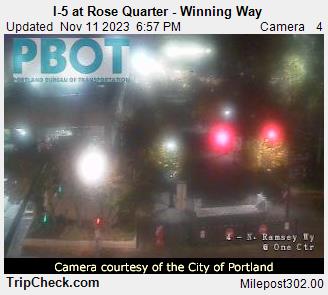 I-5 at Rose Quarter - Winning Way
Updated Nov 11 2023 6:57 PM Camera 4
PBOT
PORTLAND BUREAU OF TRANSPORTATION
4 - N. Ramsey Wy
@ One Ctr
Camera courtesy of the City of Portland
TripCheck.com Milepost302.00